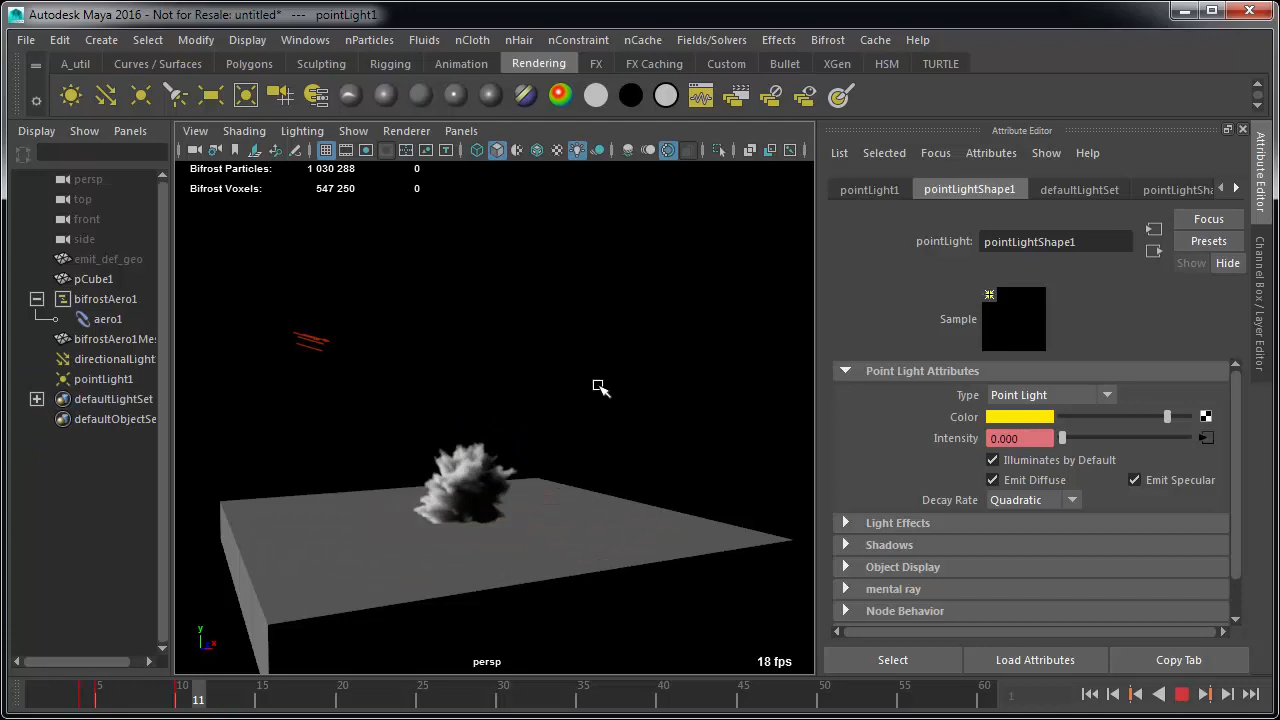 Autodesk Maya 2016 - Not for Resale: untitled* --- pointLight1
File Edit Create Select Modify Display Windows nParticles Fluids nCloth nHair nConstraint nCache Fields/Solvers Effects Bifrost Cache Help
A_util Curves / Surfaces Polygons Sculpting Rigging Animation Rendering FX FX Caching Custom Bullet XGen HSM TURTLE
Display Show Panels
View Shading Lighting Show Renderer Panels
Attribute Editor
List Selected Focus Attributes Show Help
Bifrost Particles: 1 030 288 0
Bifrost Voxels: 547 250 0
persp
top
front
side
emit_def_geo
pCube1
bifrostAero1
aero1
bifrostAero1Me
directionalLight
pointLight1
defaultLightSet
defaultObjectSe
pointLight1 pointLightShape1 defaultLightSet pointLightSha
Focus
pointLight: pointLightShape1
Presets
Show Hide
Sample
Point Light Attributes
Type Point Light
Color
Intensity 0.000
Illuminates by Default
Emit Diffuse Emit Specular
Decay Rate Quadratic
Light Effects
Shadows
Object Display
mental ray
Node Behavior
Select Load Attributes Copy Tab
Attribute Editor
Channel Box / Layer Editor
y
x
persp
18 fps
5 10 11 15 20 25 30 35 40 45 50 55 60 1